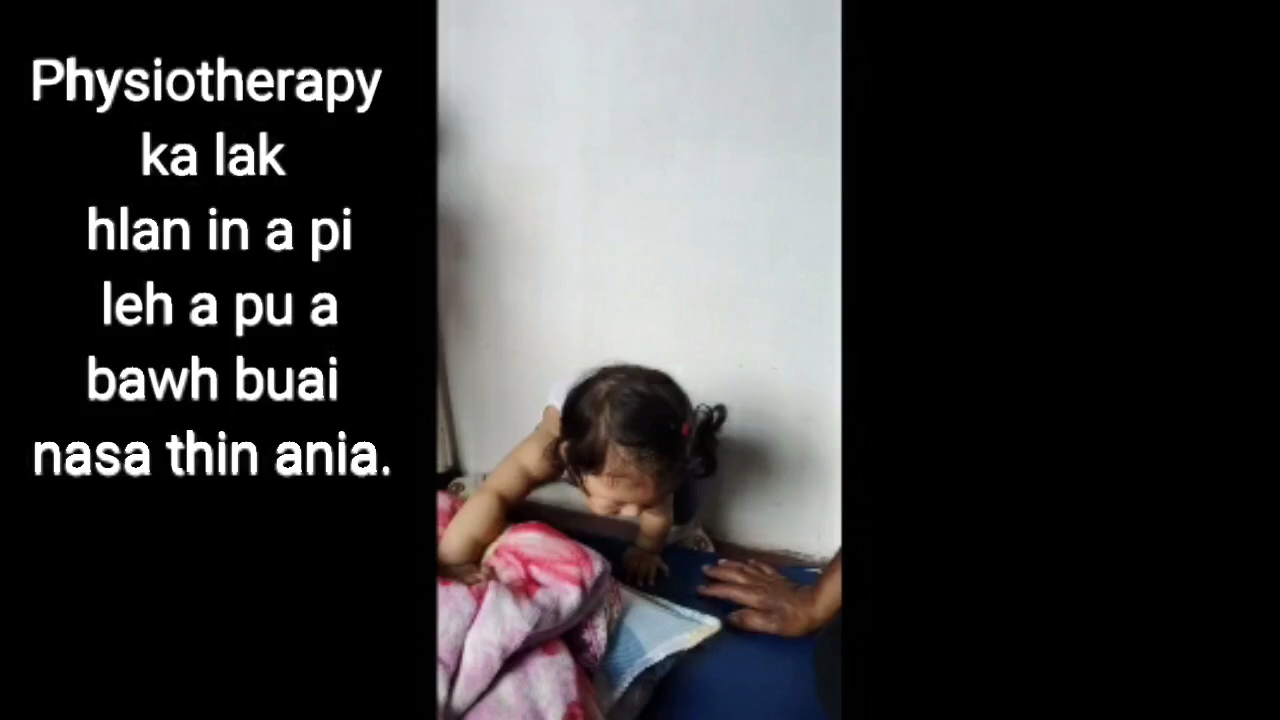 Physiotherapy
ka lak
hlan in a pi
leh a pu a
bawh buai
nasa thin ania.